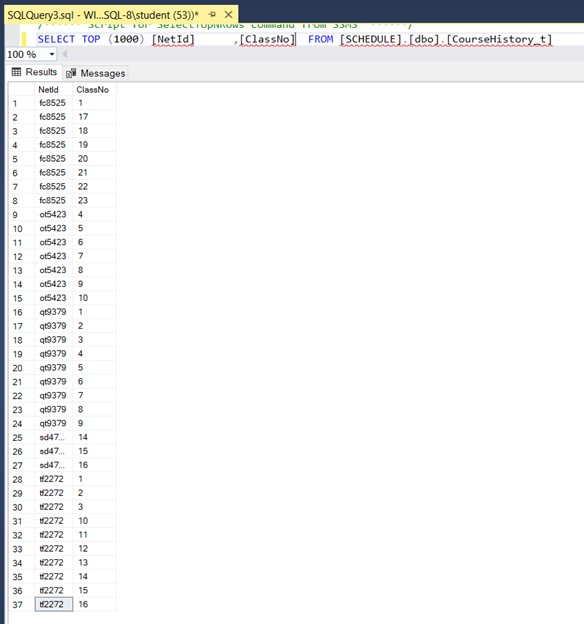 SQLQuery3.sql - WI...SQL-8\student (53))*
SELECT TOP (1000) [NetId] ,[ClassNo] FROM [SCHEDULE].[dbo].[CourseHistory_t]
100 %
Results Messages
NetId ClassNo
1 fc8525 1
2 fc8525 17
3 fc8525 18
4 fc8525 19
5 fc8525 20
6 fc8525 21
7 fc8525 22
8 fc8525 23
9 ot5423 4
10 ot5423 5
11 ot5423 6
12 ot5423 7
13 ot5423 8
14 ot5423 9
15 ot5423 10
16 qt9379 1
17 qt9379 2
18 qt9379 3
19 qt9379 4
20 qt9379 5
21 qt9379 6
22 qt9379 7
23 qt9379 8
24 qt9379 9
25 sd47... 14
26 sd47... 15
27 sd47... 16
28 tf2272 1
29 tf2272 2
30 tf2272 3
31 tf2272 10
32 tf2272 11
33 tf2272 12
34 tf2272 13
35 tf2272 14
36 tf2272 15
37 tf2272 16